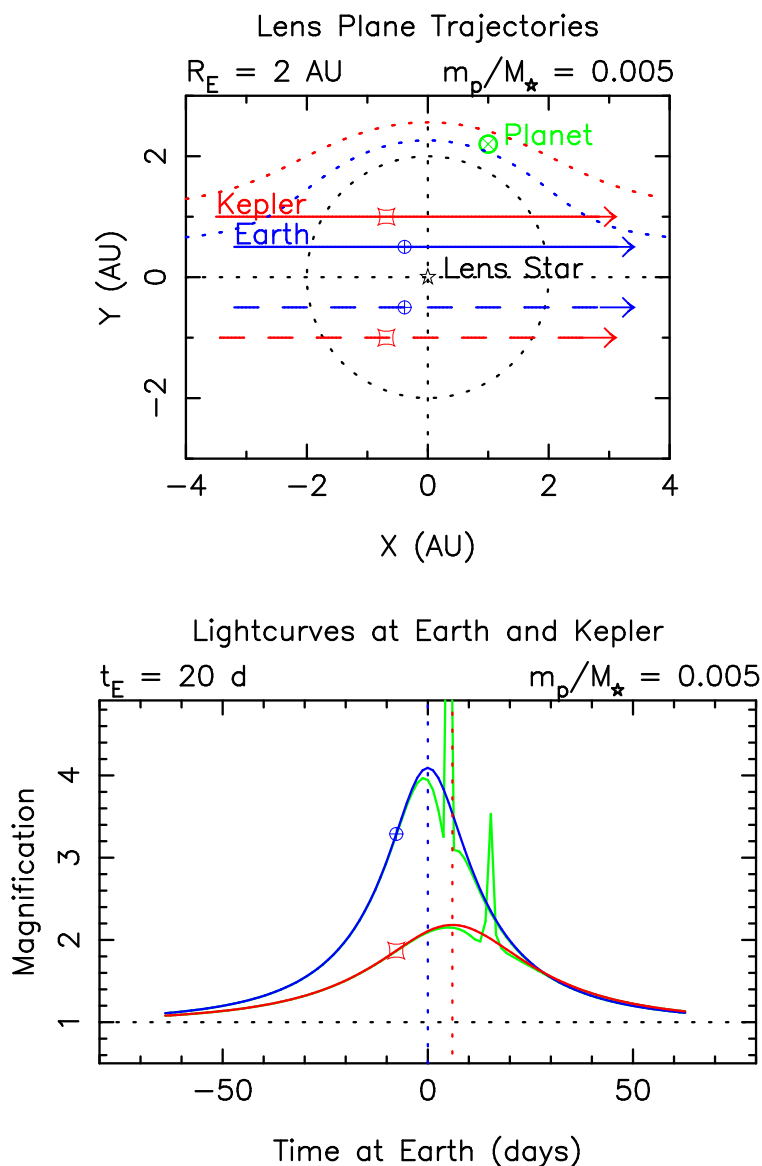 Lens Plane Trajectories
R_E = 2 AU m_p/M_☆ = 0.005
Planet
Kepler
Earth
Lens Star
2
0
−2
Y (AU)
−4 −2 0 2 4
X (AU)
Lightcurves at Earth and Kepler
t_E = 20 d m_p/M_☆ = 0.005
4
3
2
1
Magnification
−50 0 50
Time at Earth (days)